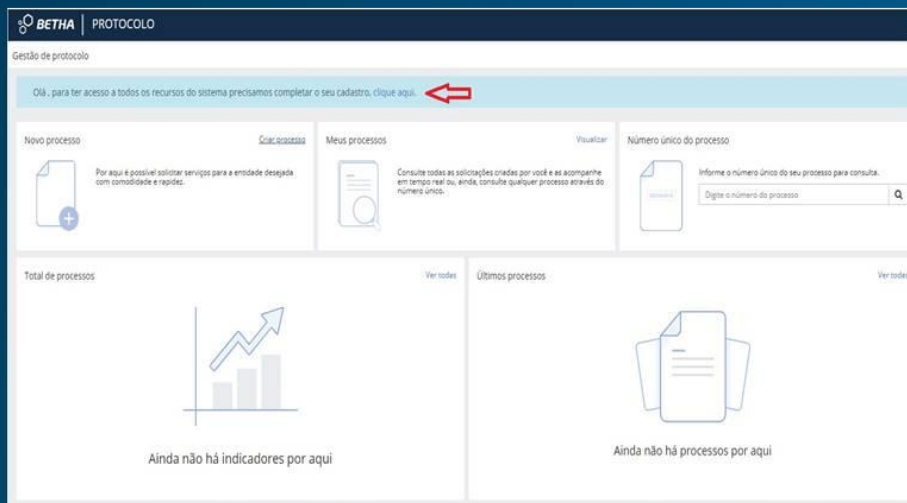 BETHA | PROTOCOLO
Gestão de protocolo
Olá , para ter acesso a todos os recursos do sistema precisamos completar o seu cadastro, clique aqui.
Novo processo
Criar processo
Por aqui é possível solicitar serviços para a entidade desejada
com comodidade e rapidez.
Meus processos
Visualizar
Consulte todas as solicitações criadas por você e as acompanhe
em tempo real ou, ainda, consulte qualquer processo através do
número único.
Número único do processo
Informe o número único do seu processo para consulta.
Digite o número do processo
Total de processos
Ver todas
Ainda não há indicadores por aqui
Últimos processos
Ver todas
Ainda não há processos por aqui